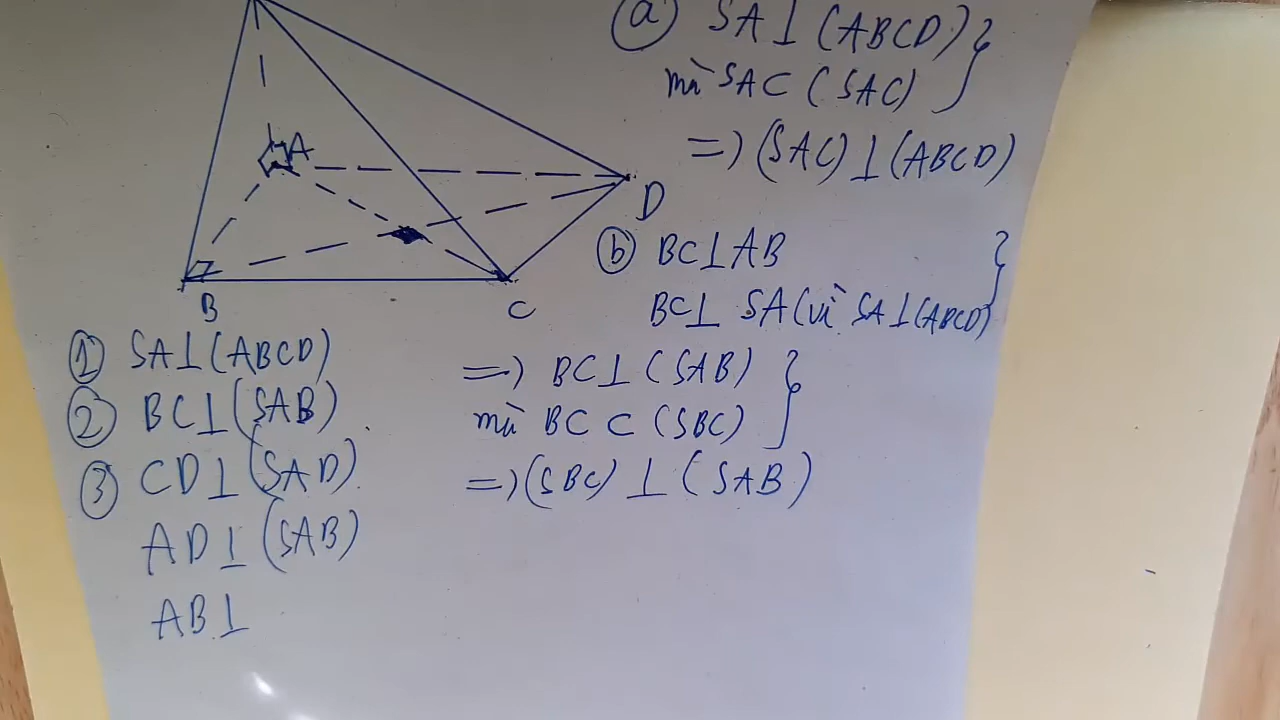 A
D
B
C
(a) SA⊥(ABCD) }
mà SA⊂(SAC) }
=> (SAC)⊥(ABCD)
(b) BC⊥AB }
BC⊥SA(vì SA⊥(ABCD) }
=> BC⊥(SAB) }
mà BC⊂(SBC) }
=> (SBC)⊥(SAB)
① SA⊥(ABCD)
② BC⊥(SAB)
③ CD⊥(SAD)
AD⊥(SAB)
AB⊥